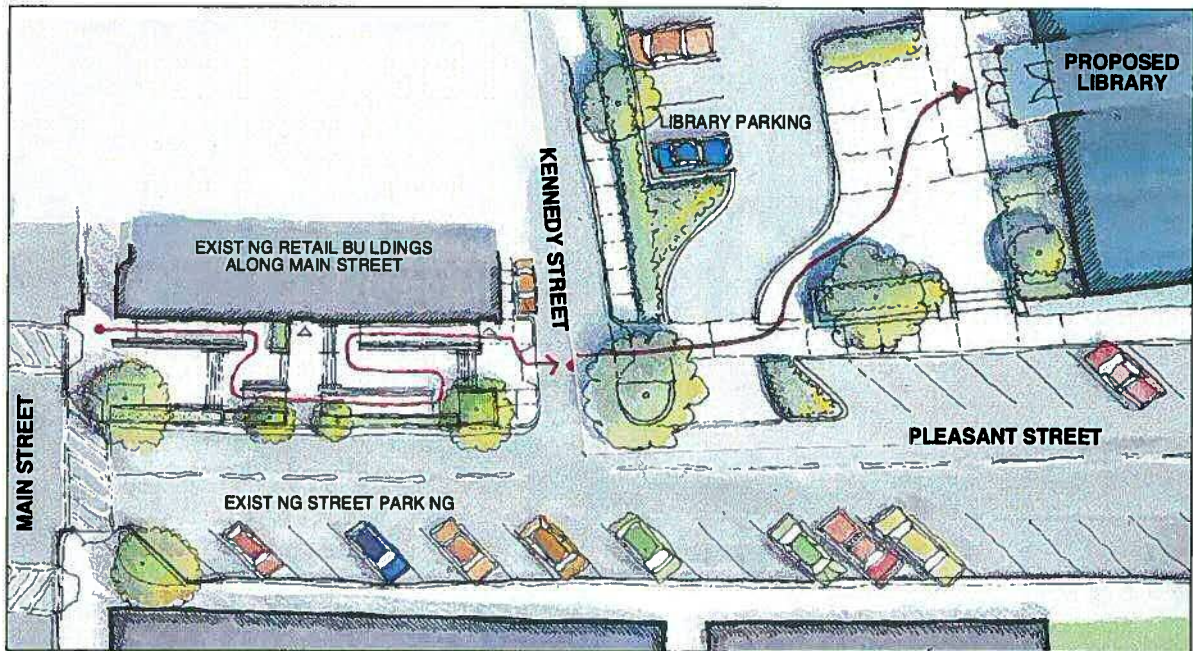 PROPOSED
LIBRARY
LIBRARY PARKING
KENNEDY STREET
EXIST NG RETAIL BU LDINGS
ALONG MAIN STREET
MAIN STREET
PLEASANT STREET
EXIST NG STREET PARK NG